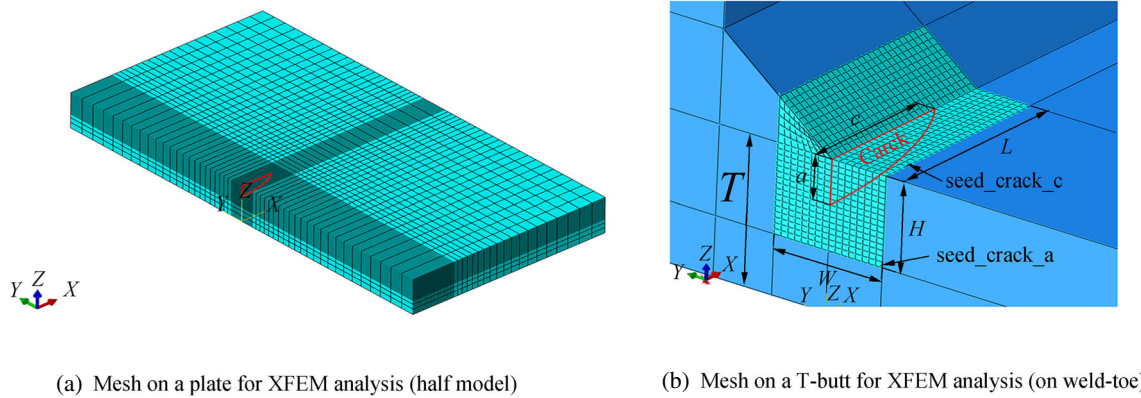 Z
Y X
Z
Y X
(a) Mesh on a plate for XFEM analysis (half model)
c
Carck
a
T
L
seed_crack_c
H
seed_crack_a
W
Z
Y X
Y Z X
(b) Mesh on a T-butt for XFEM analysis (on weld-toe)